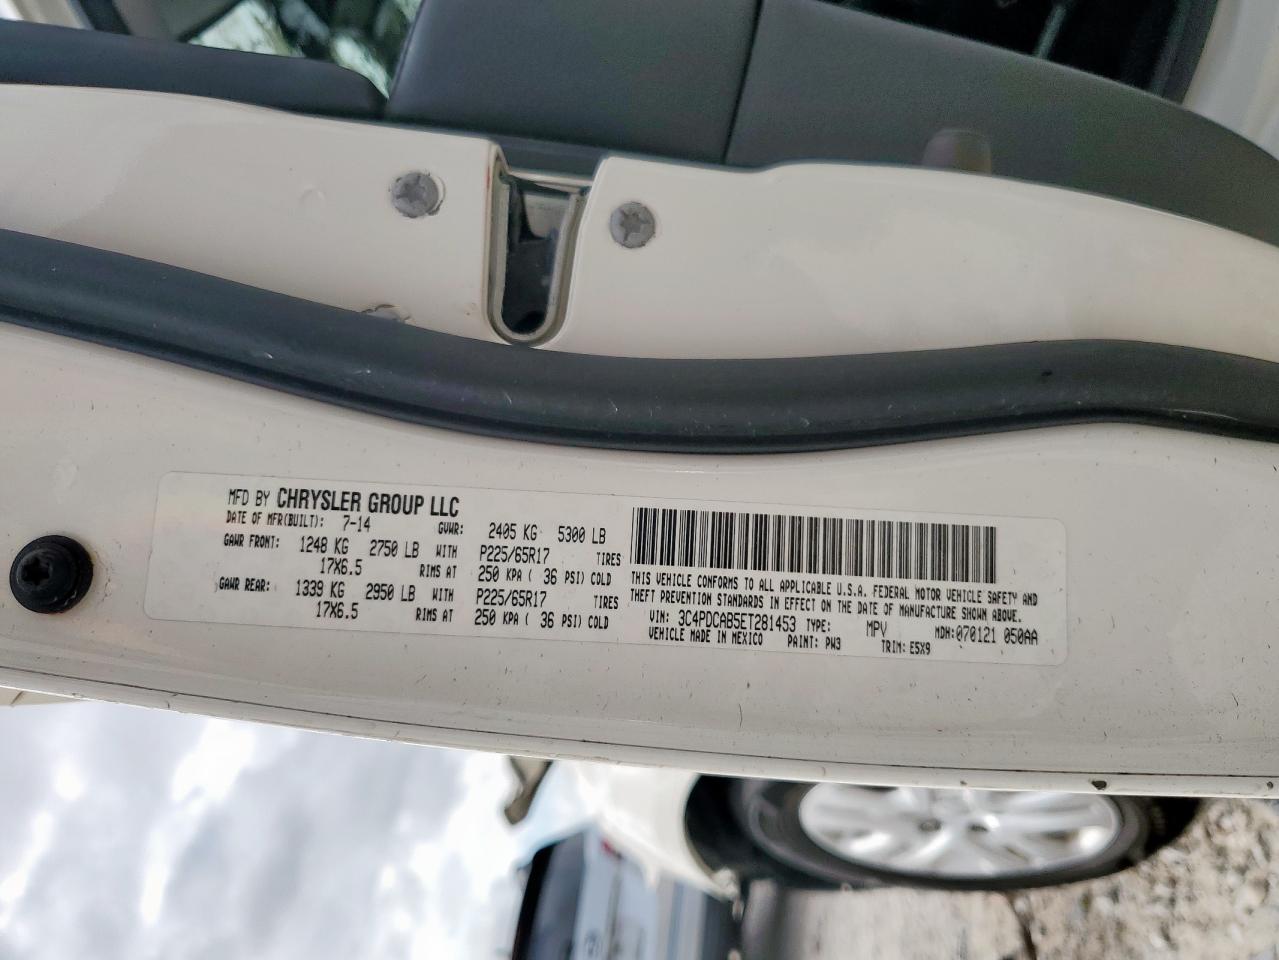 MFD BY CHRYSLER GROUP LLC
DATE OF MFR(BUILT): 7-14 GVWR: 2405 KG 5300 LB
GAWR FRONT: 1248 KG 2750 LB WITH P225/65R17 TIRES
17X6.5 RIMS AT 250 KPA ( 36 PSI) COLD
GAWR REAR: 1339 KG 2950 LB WITH P225/65R17 TIRES
17X6.5 RIMS AT 250 KPA ( 36 PSI) COLD
THIS VEHICLE CONFORMS TO ALL APPLICABLE U.S.A. FEDERAL MOTOR VEHICLE SAFETY AND
THEFT PREVENTION STANDARDS IN EFFECT ON THE DATE OF MANUFACTURE SHOWN ABOVE.
VIN: 3C4PDCAB5ET281453 TYPE: MPV MDH:070121 050AA
VEHICLE MADE IN MEXICO PAINT: PW3 TRIM: E5X9